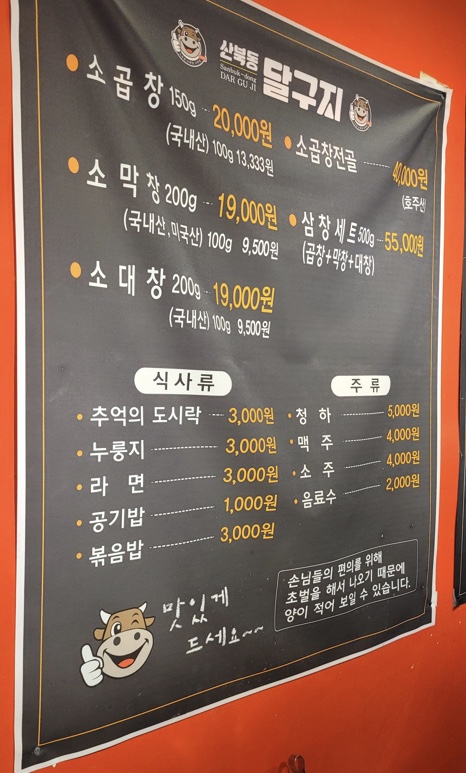 산북동
Sanbuk-dong
DAR GU JI
달구지
소곱창 150g 20,000원
(국내산) 100g 13,333원
소막창 200g 19,000원
(국내산,미국산) 100g 9,500원
소대창 200g 19,000원
(국내산) 100g 9,500원
소곱창전골 40,000원
(호주산)
삼창세트 500g 55,000원
(곱창+막창+대창)
식사류
추억의 도시락 3,000원
누룽지 3,000원
라면 3,000원
공기밥 1,000원
볶음밥 3,000원
주류
청하 5,000원
맥주 4,000원
소주 4,000원
음료수 2,000원
맛있게
드세요~~
손님들의 편의를 위해
초벌을 해서 나오기 때문에
양이 적어 보일 수 있습니다.